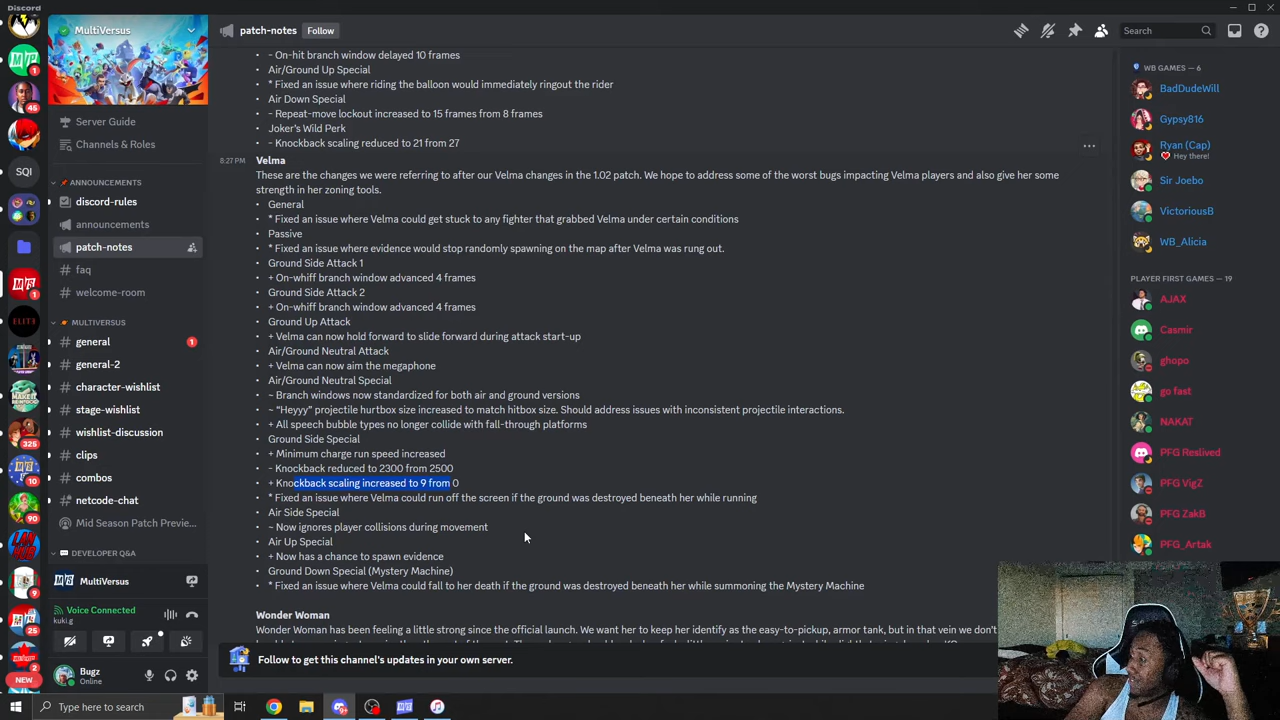 Discord
MultiVersus
patch-notes
Follow
Search
1
45
SQI
1
ELITE
325
10
90
LAN HUB
9
25
2
NEW
Server Guide
Channels & Roles
ANNOUNCEMENTS
discord-rules
announcements
patch-notes
faq
welcome-room
MULTIVERSUS
general
1
general-2
character-wishlist
stage-wishlist
wishlist-discussion
clips
combos
netcode-chat
Mid Season Patch Previe...
DEVELOPER Q&A
MultiVersus
Voice Connected
kuki.g
Bugz
Online
- On-hit branch window delayed 10 frames
Air/Ground Up Special
* Fixed an issue where riding the balloon would immediately ringout the rider
Air Down Special
- Repeat-move lockout increased to 15 frames from 8 frames
Joker's Wild Perk
- Knockback scaling reduced to 21 from 27
8:27 PM
Velma
These are the changes we were referring to after our Velma changes in the 1.02 patch. We hope to address some of the worst bugs impacting Velma players and also give her some
strength in her zoning tools.
General
* Fixed an issue where Velma could get stuck to any fighter that grabbed Velma under certain conditions
Passive
* Fixed an issue where evidence would stop randomly spawning on the map after Velma was rung out.
Ground Side Attack 1
+ On-whiff branch window advanced 4 frames
Ground Side Attack 2
+ On-whiff branch window advanced 4 frames
Ground Up Attack
+ Velma can now hold forward to slide forward during attack start-up
Air/Ground Neutral Attack
+ Velma can now aim the megaphone
Air/Ground Neutral Special
~ Branch windows now standardized for both air and ground versions
~ “Heyyy” projectile hurtbox size increased to match hitbox size. Should address issues with inconsistent projectile interactions.
+ All speech bubble types no longer collide with fall-through platforms
Ground Side Special
+ Minimum charge run speed increased
- Knockback reduced to 2300 from 2500
+ Knockback scaling increased to 9 from 0
* Fixed an issue where Velma could run off the screen if the ground was destroyed beneath her while running
Air Side Special
~ Now ignores player collisions during movement
Air Up Special
+ Now has a chance to spawn evidence
Ground Down Special (Mystery Machine)
* Fixed an issue where Velma could fall to her death if the ground was destroyed beneath her while summoning the Mystery Machine
Wonder Woman
Wonder Woman has been feeling a little strong since the official launch. We want her to keep her identify as the easy-to-pickup, armor tank, but in that vein we don't
Follow to get this channel's updates in your own server.
WB GAMES — 6
BadDudeWill
Gypsy816
Ryan (Cap)
Hey there!
Sir Joebo
VictoriousB
WB_Alicia
PLAYER FIRST GAMES — 19
AJAX
Casmir
ghopo
go fast
NAKAT
PFG Reslived
PFG VigZ
PFG ZakB
PFG_Artak
Type here to search